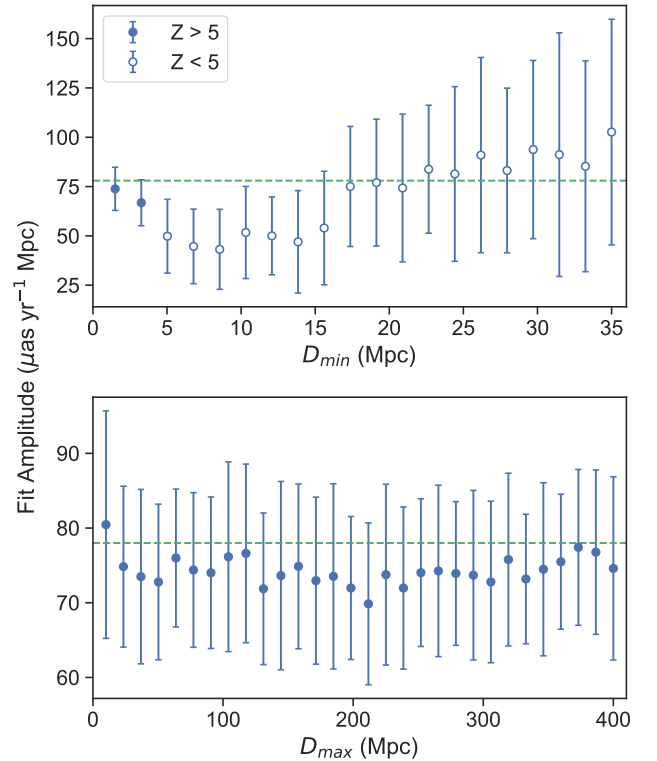 150
125
100
75
50
25
Z > 5
Z < 5
0 5 10 15 20 25 30 35
D_min (Mpc)
Fit Amplitude (μas yr⁻¹ Mpc)
90
80
70
60
0 100 200 300 400
D_max (Mpc)